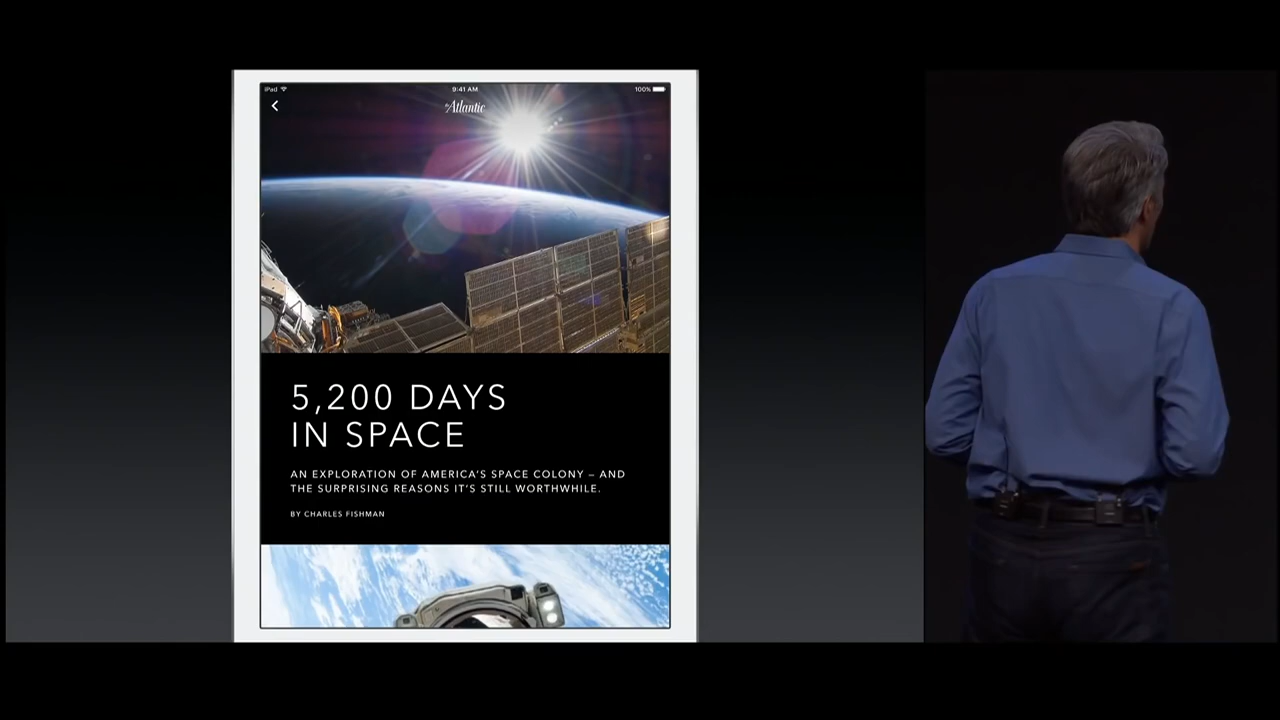 iPad
9:41 AM
100%
The Atlantic
5,200 DAYS
IN SPACE
AN EXPLORATION OF AMERICA'S SPACE COLONY – AND
THE SURPRISING REASONS IT'S STILL WORTHWHILE.
BY CHARLES FISHMAN